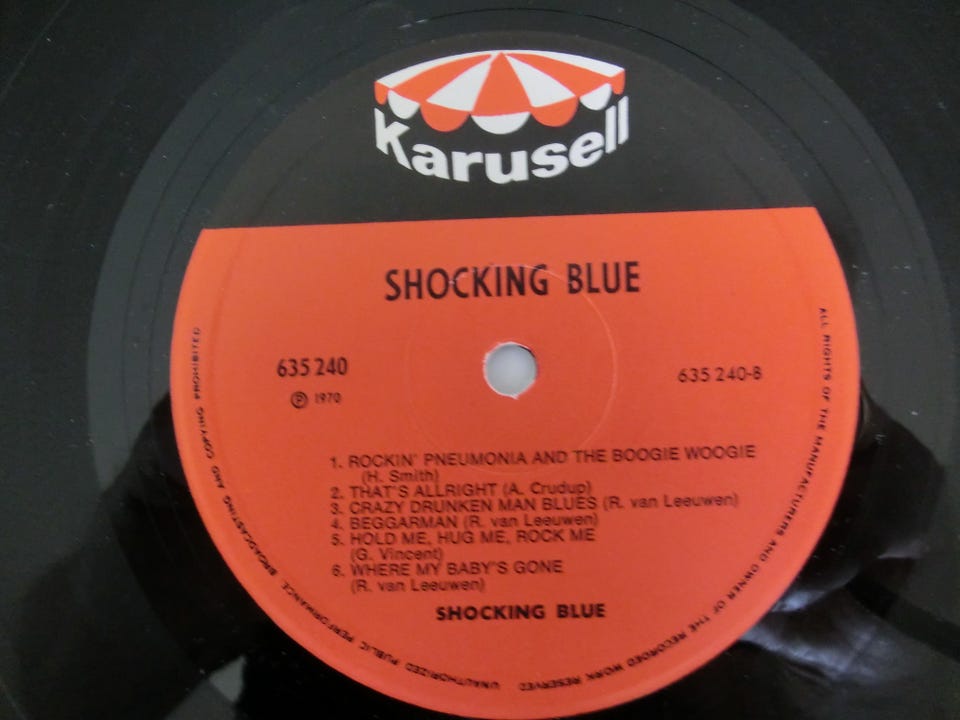 Karusell
SHOCKING BLUE
635 240
635 240-B
℗ 1970
1. ROCKIN' PNEUMONIA AND THE BOOGIE WOOGIE
(H. Smith)
2. THAT'S ALLRIGHT (A. Crudup)
3. CRAZY DRUNKEN MAN BLUES (R. van Leeuwen)
4. BEGGARMAN (R. van Leeuwen)
5. HOLD ME, HUG ME, ROCK ME
(G. Vincent)
6. WHERE MY BABY'S GONE
(R. van Leeuwen)
SHOCKING BLUE
ALL RIGHTS OF THE MANUFACTURERS AND OWNER OF THE RECORDED WORK RESERVED
UNAUTHORIZED PUBLIC PERFORMANCE, BROADCASTING AND COPYING PROHIBITED